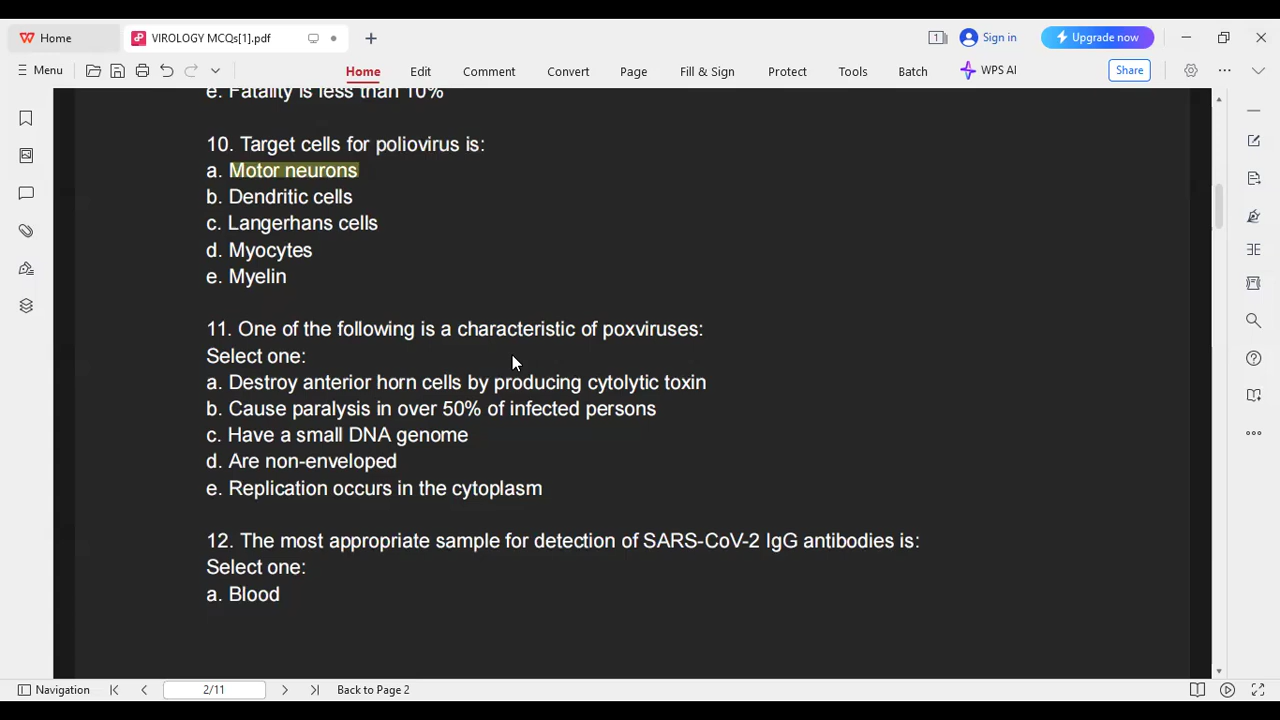 Home
VIROLOGY MCQs[1].pdf
Sign in
Upgrade now
Menu
Home
Edit
Comment
Convert
Page
Fill & Sign
Protect
Tools
Batch
WPS AI
Share
e. Fatality is less than 10%
10. Target cells for poliovirus is:
a. Motor neurons
b. Dendritic cells
c. Langerhans cells
d. Myocytes
e. Myelin
11. One of the following is a characteristic of poxviruses:
Select one:
a. Destroy anterior horn cells by producing cytolytic toxin
b. Cause paralysis in over 50% of infected persons
c. Have a small DNA genome
d. Are non-enveloped
e. Replication occurs in the cytoplasm
12. The most appropriate sample for detection of SARS-CoV-2 IgG antibodies is:
Select one:
a. Blood
Navigation
2/11
Back to Page 2